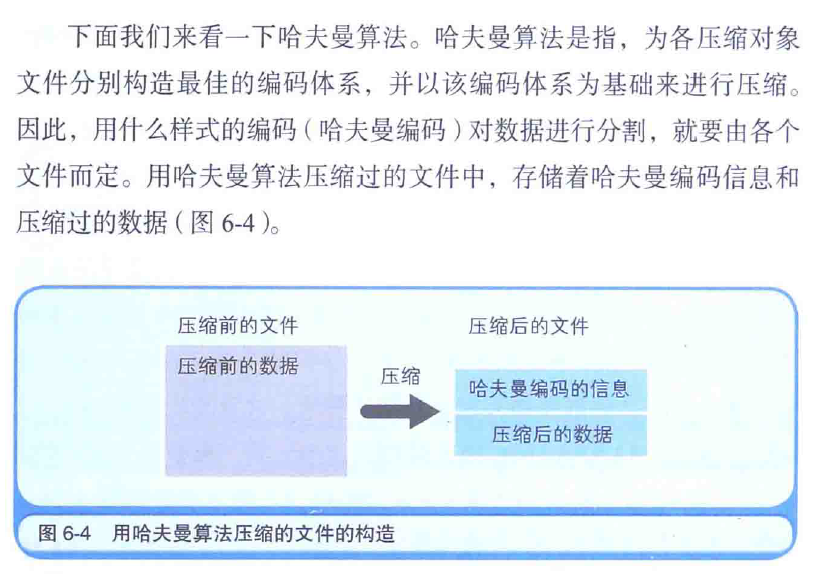 下面我们来看一下哈夫曼算法。哈夫曼算法是指，为各压缩对象
文件分别构造最佳的编码体系，并以该编码体系为基础来进行压缩。
因此，用什么样式的编码（哈夫曼编码）对数据进行分割，就要由各个
文件而定。用哈夫曼算法压缩过的文件中，存储着哈夫曼编码信息和
压缩过的数据（图 6-4）。
压缩前的文件
压缩前的数据
压缩
压缩后的文件
哈夫曼编码的信息
压缩后的数据
图 6-4 用哈夫曼算法压缩的文件的构造